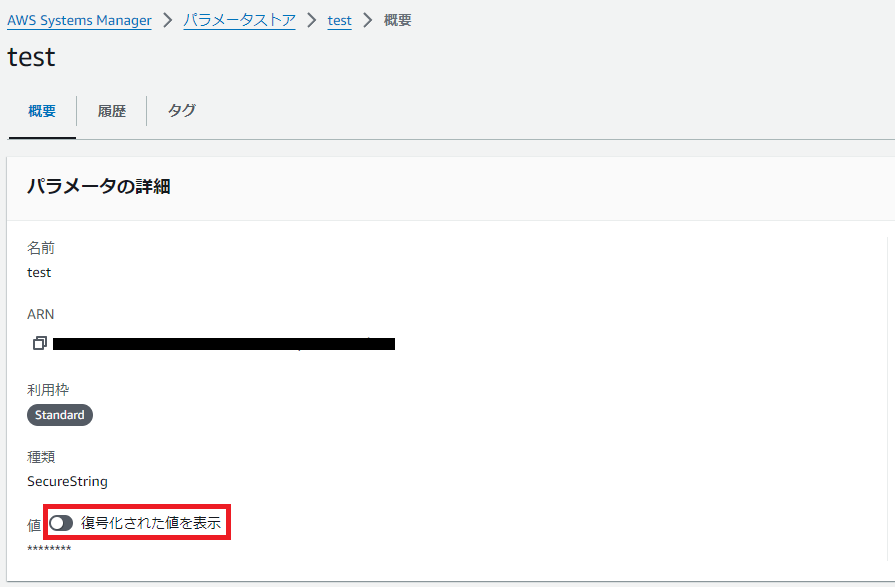 AWS Systems Manager > パラメータストア > test > 概要
test
概要 履歴 タグ
パラメータの詳細
名前
test
ARN
利用枠
Standard
種類
SecureString
値 復号化された値を表示
********